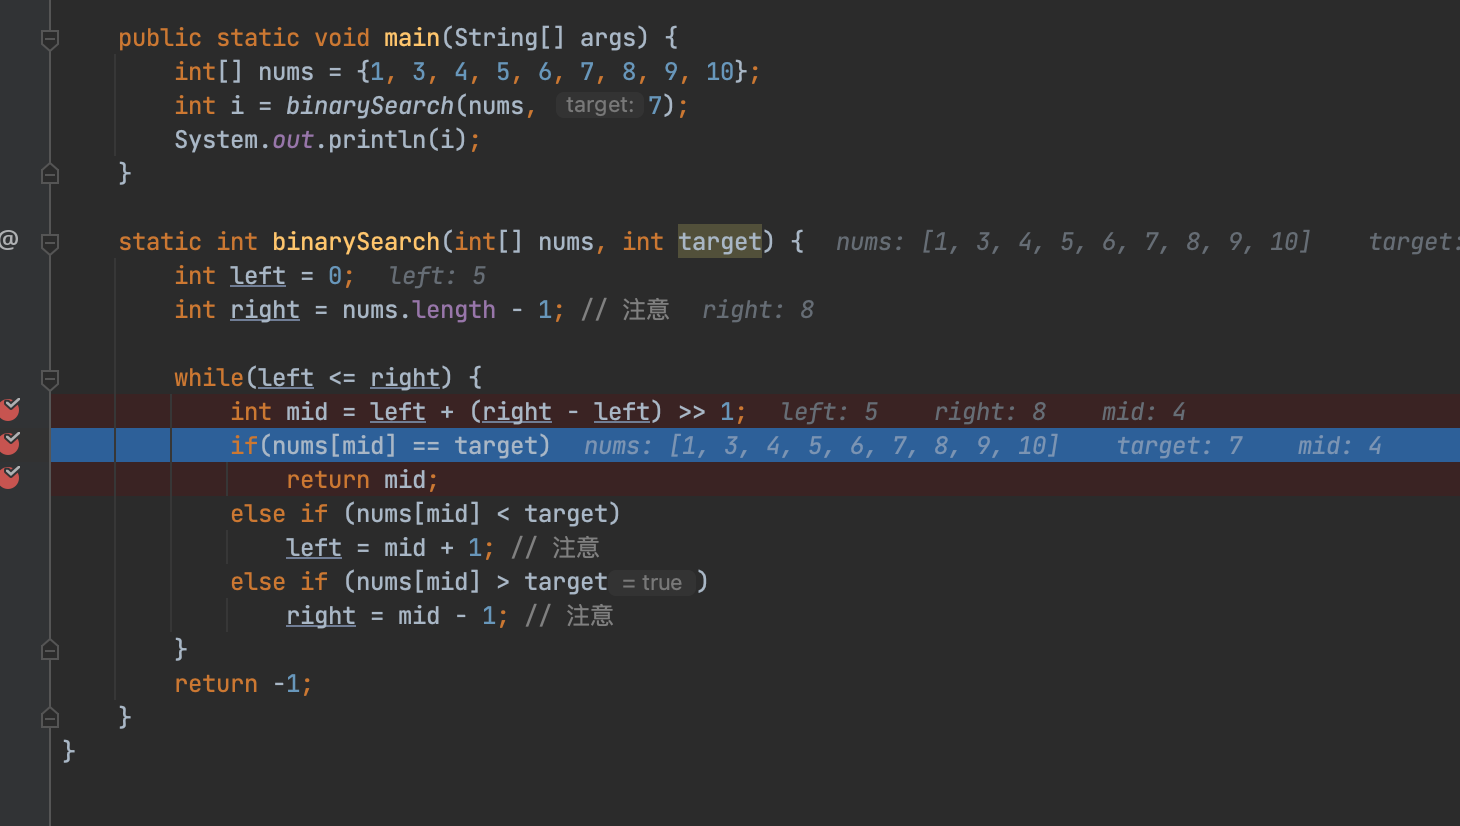 public static void main(String[] args) {
int[] nums = {1, 3, 4, 5, 6, 7, 8, 9, 10};
int i = binarySearch(nums, target: 7);
System.out.println(i);
}
@ static int binarySearch(int[] nums, int target) { nums: [1, 3, 4, 5, 6, 7, 8, 9, 10] target:
int left = 0; left: 5
int right = nums.length - 1; // 注意 right: 8
while(left <= right) {
int mid = left + (right - left) >> 1; left: 5 right: 8 mid: 4
if(nums[mid] == target) nums: [1, 3, 4, 5, 6, 7, 8, 9, 10] target: 7 mid: 4
return mid;
else if (nums[mid] < target)
left = mid + 1; // 注意
else if (nums[mid] > target = true )
right = mid - 1; // 注意
}
return -1;
}
}